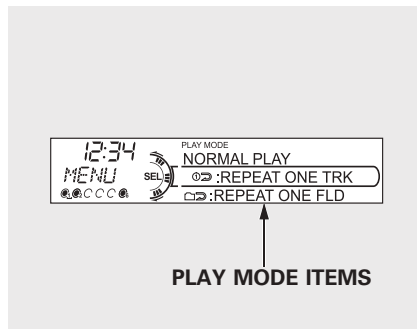 12:34
MENU
SEL
PLAY MODE
NORMAL PLAY
:REPEAT ONE TRK
:REPEAT ONE FLD
PLAY MODE ITEMS